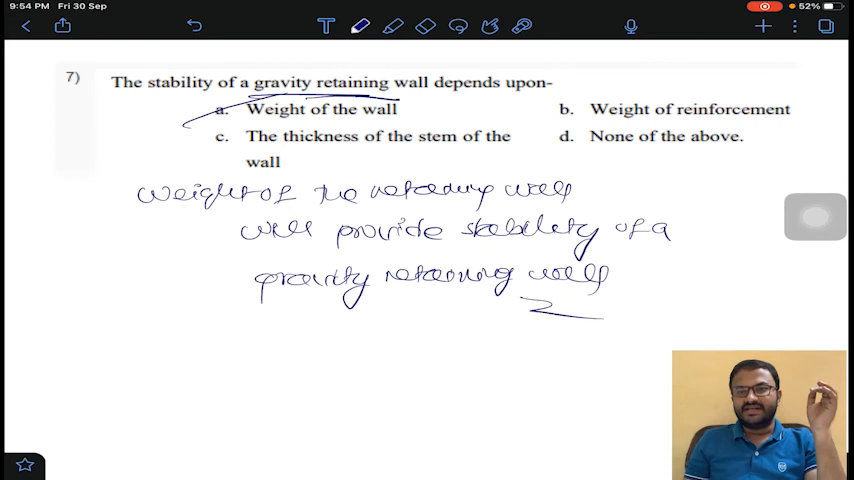 9:54 PM Fri 30 Sep
52%
7) The stability of a gravity retaining wall depends upon-
a. Weight of the wall b. Weight of reinforcement
c. The thickness of the stem of the d. None of the above.
wall
Weight of the retaining wall
will provide stability of a
gravity retaining wall